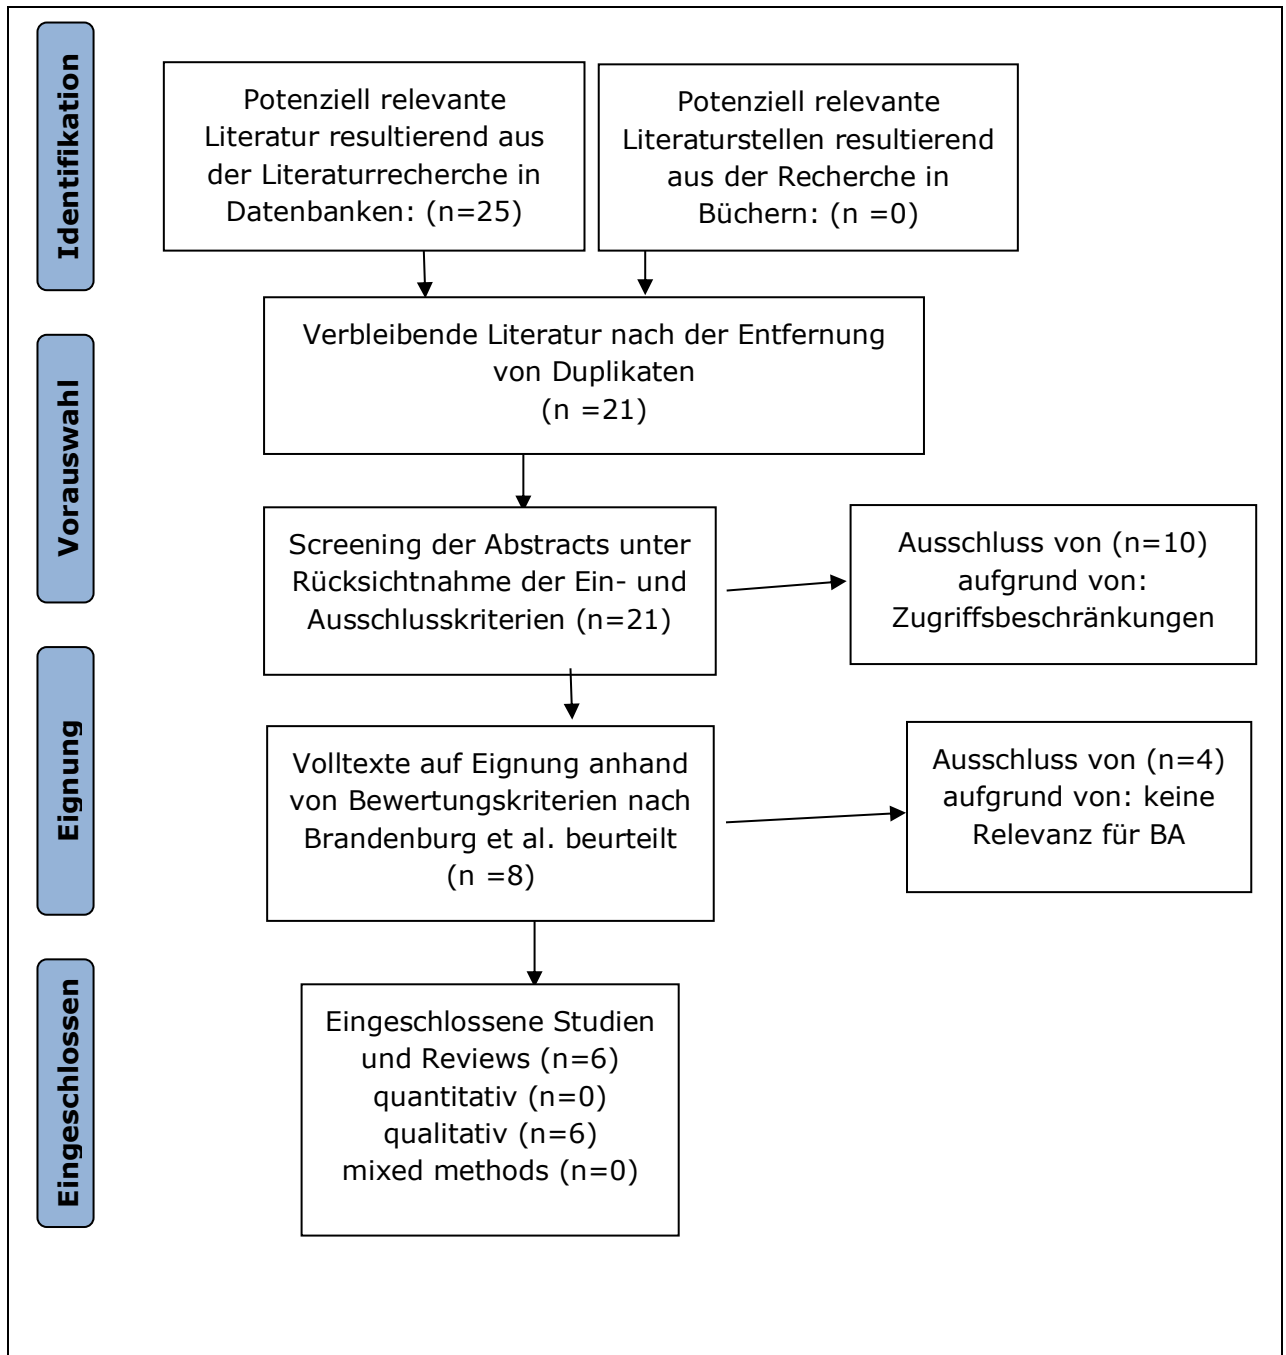 Identifikation
Potenziell relevante
Literatur resultierend aus
der Literaturrecherche in
Datenbanken: (n=25)
Potenziell relevante
Literaturstellen resultierend
aus der Recherche in
Büchern: (n =0)
Vorauswahl
Verbleibende Literatur nach der Entfernung
von Duplikaten
(n =21)
Screening der Abstracts unter
Rücksichtnahme der Ein- und
Ausschlusskriterien (n=21)
Ausschluss von (n=10)
aufgrund von:
Zugriffsbeschränkungen
Eignung
Volltexte auf Eignung anhand
von Bewertungskriterien nach
Brandenburg et al. beurteilt
(n =8)
Ausschluss von (n=4)
aufgrund von: keine
Relevanz für BA
Eingeschlossen
Eingeschlossene Studien
und Reviews (n=6)
quantitativ (n=0)
qualitativ (n=6)
mixed methods (n=0)